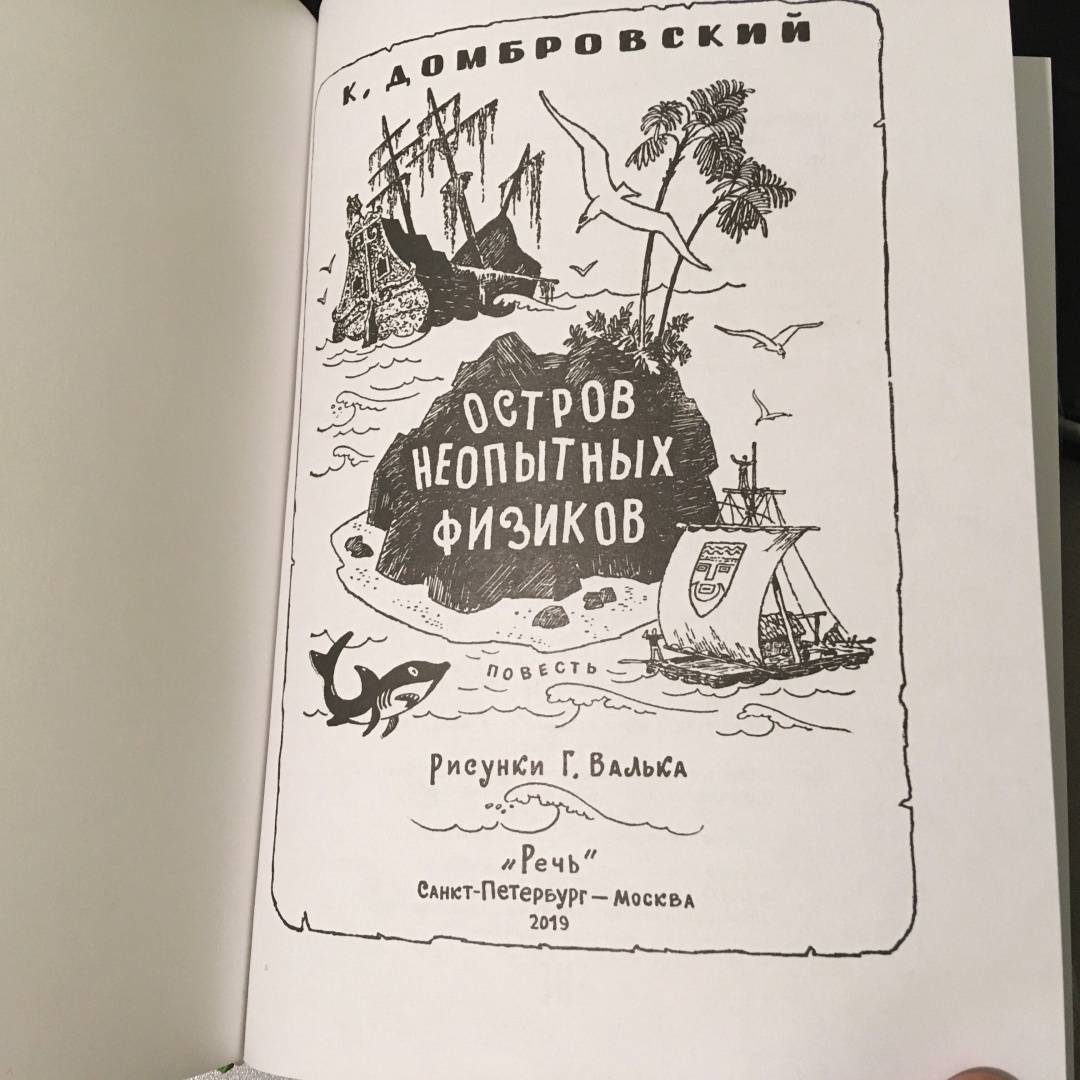 К. ДОМБРОВСКИЙ
ОСТРОВ
НЕОПЫТНЫХ
ФИЗИКОВ
ПОВЕСТЬ
Рисунки Г. Валька
„Речь“
Санкт-Петербург — Москва
2019